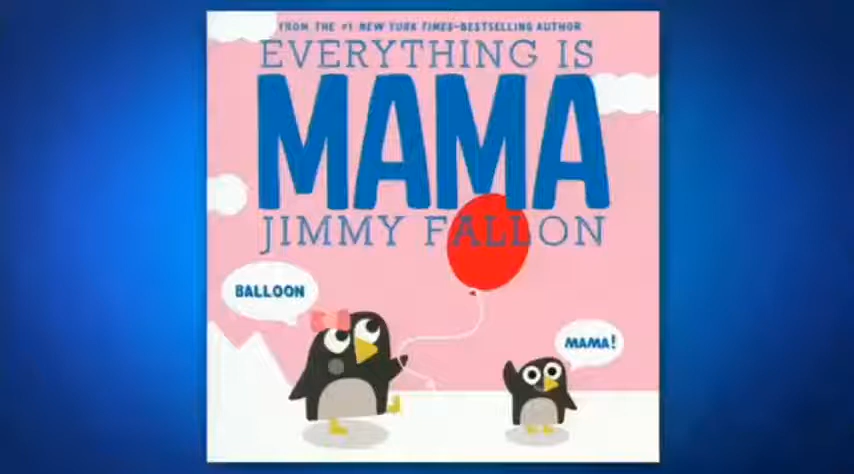 FROM THE #1 NEW YORK TIMES-BESTSELLING AUTHOR
EVERYTHING IS
MAMA
JIMMY FALLON
BALLOON
MAMA!